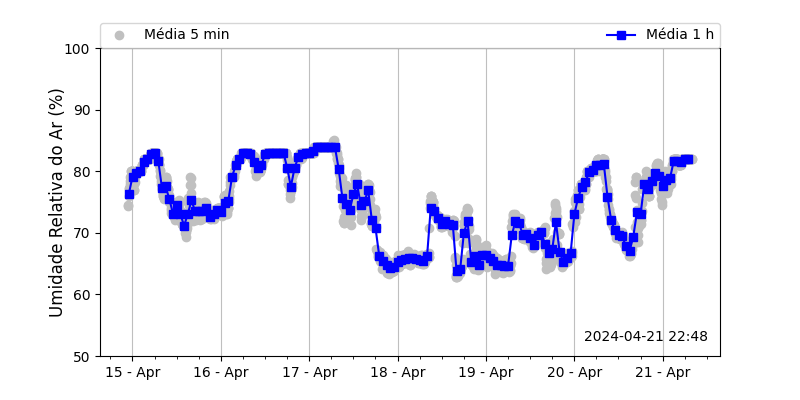 Média 5 min
Média 1 h
100
90
80
70
60
50
Umidade Relativa do Ar (%)
2024-04-21 22:48
15 - Apr
16 - Apr
17 - Apr
18 - Apr
19 - Apr
20 - Apr
21 - Apr